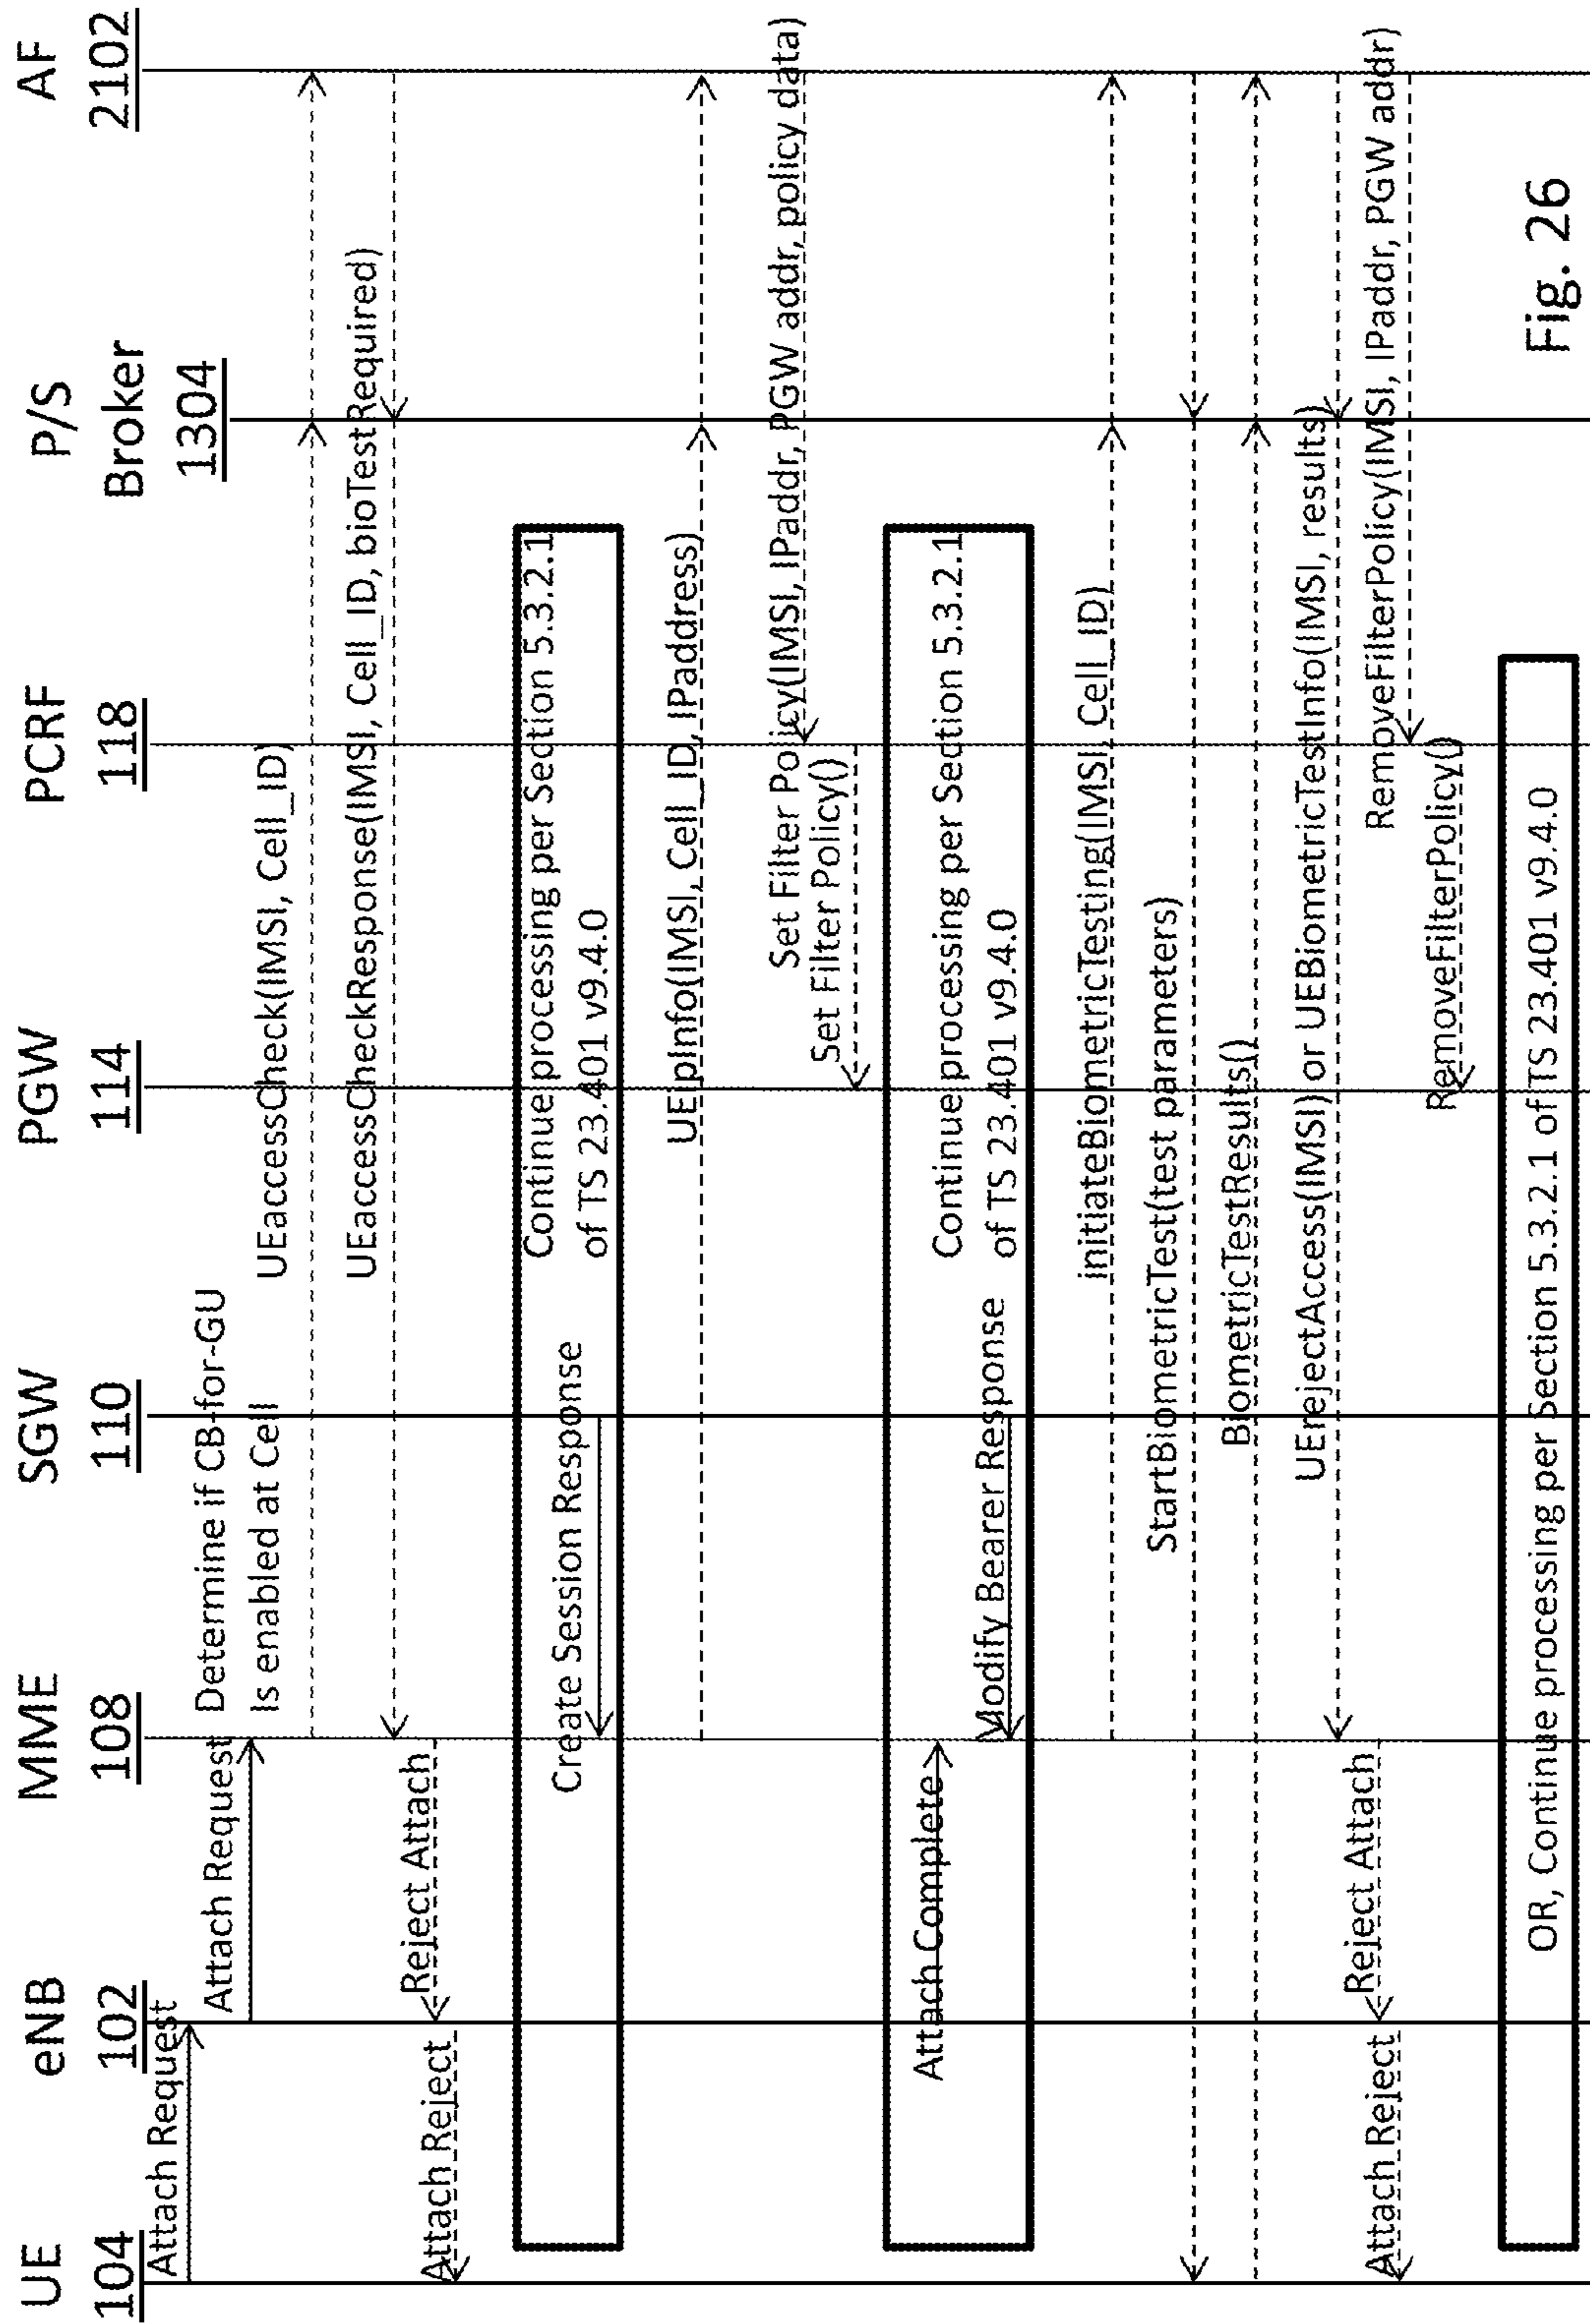 UE
104
eNB
102
MME
108
SGW
110
PGW
114
PCRF
118
P/S
Broker
1304
AF
2102
Attach Request
Attach Request
Determine if CB-for-GU
Is enabled at Cell
UEaccessCheck(IMSI, Cell_ID)
UEaccessCheckResponse(IMSI, Cell_ID, bioTestRequired)
Reject Attach
Attach Reject
Continue processing per Section 5.3.2.1
of TS 23.401 v9.4.0
Create Session Response
UEipInfo(IMSI, Cell_ID, IPaddress)
Set Filter Policy(IMSI, IPaddr, PGW addr, policy data)
Set Filter Policy()
Continue processing per Section 5.3.2.1
of TS 23.401 v9.4.0
Attach Complete
Modify Bearer Response
initiateBiometricTesting(IMSI, Cell_ID)
StartBiometricTest(test parameters)
BiometricTestResults()
UErejectAccess(IMSI) or UEBiometricTestInfo(IMSI, results)
Reject Attach
RemoveFilterPolicy(IMSI, IPaddr, PGW addr)
Attach Reject
RemoveFilterPolicy()
OR, Continue processing per Section 5.3.2.1 of TS 23.401 v9.4.0
Fig. 26